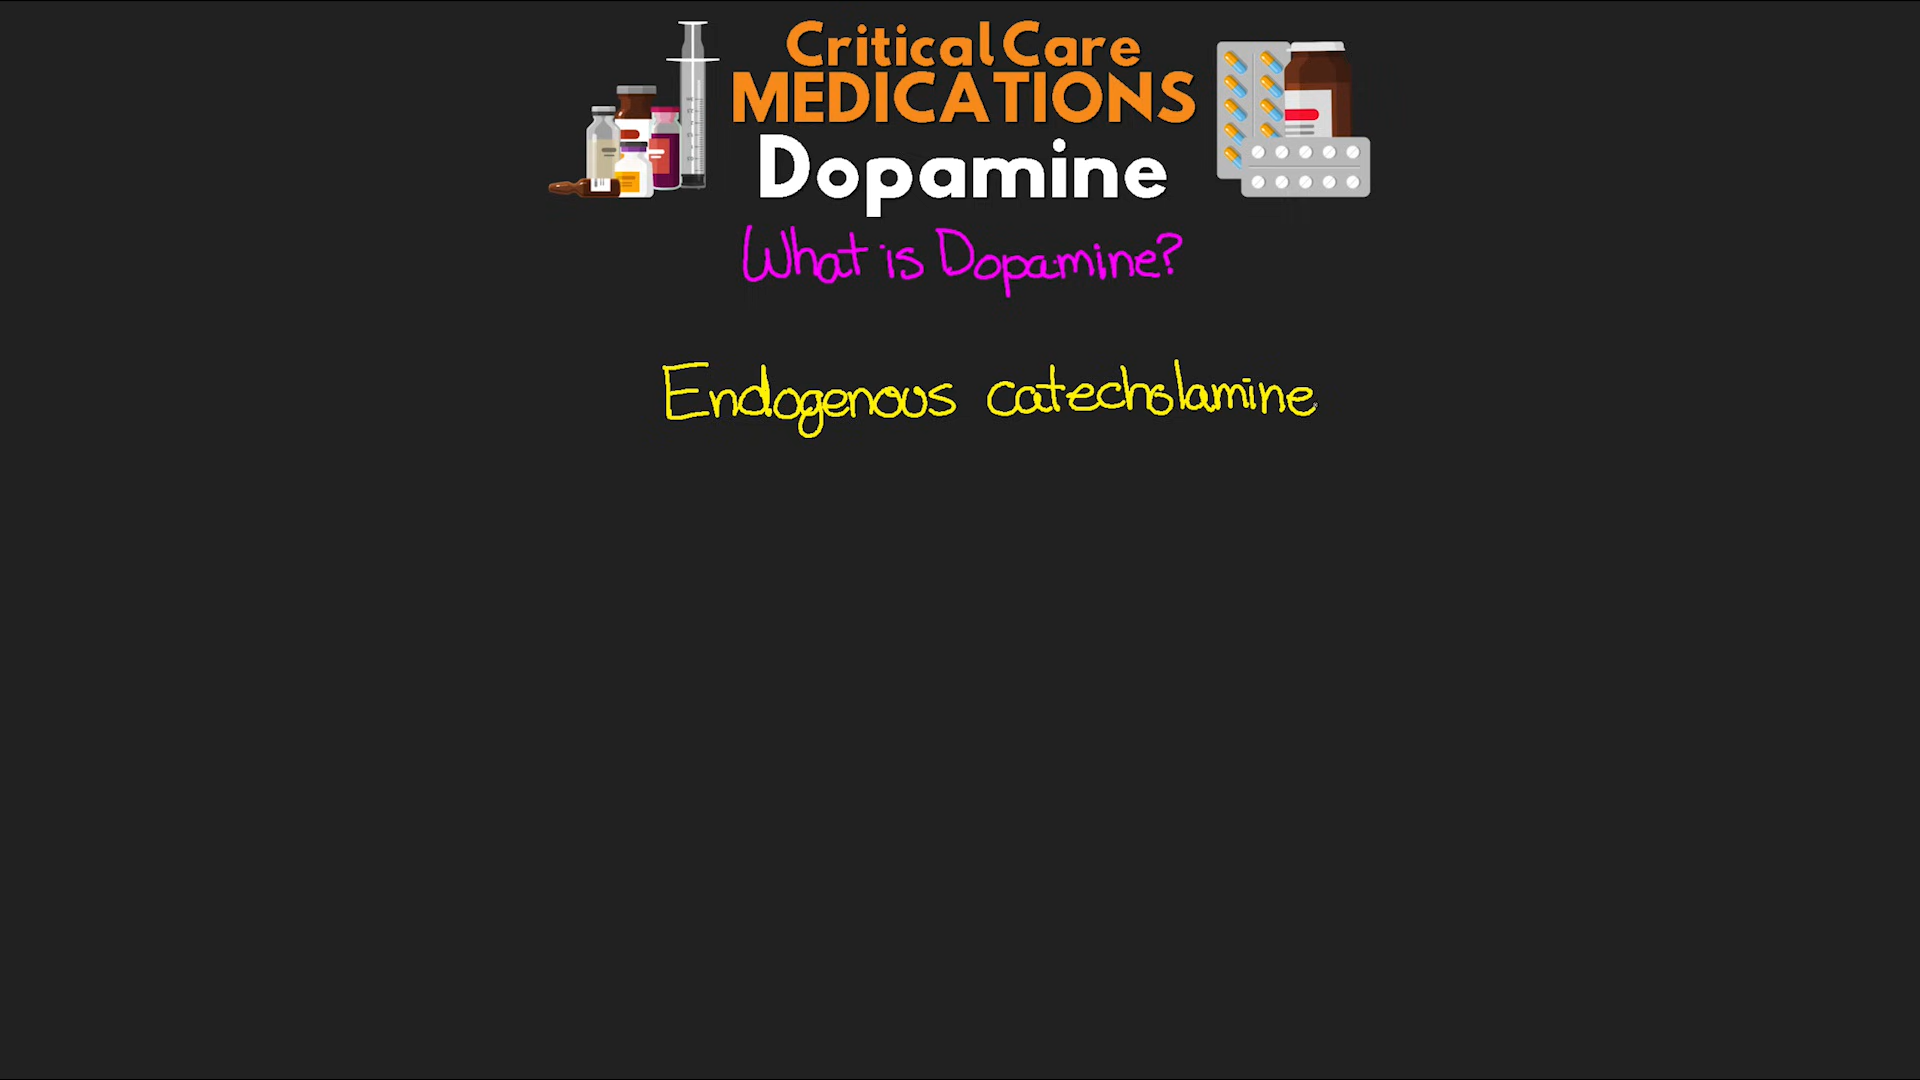 Critical Care
MEDICATIONS
Dopamine
What is Dopamine?
Endogenous catecholamine